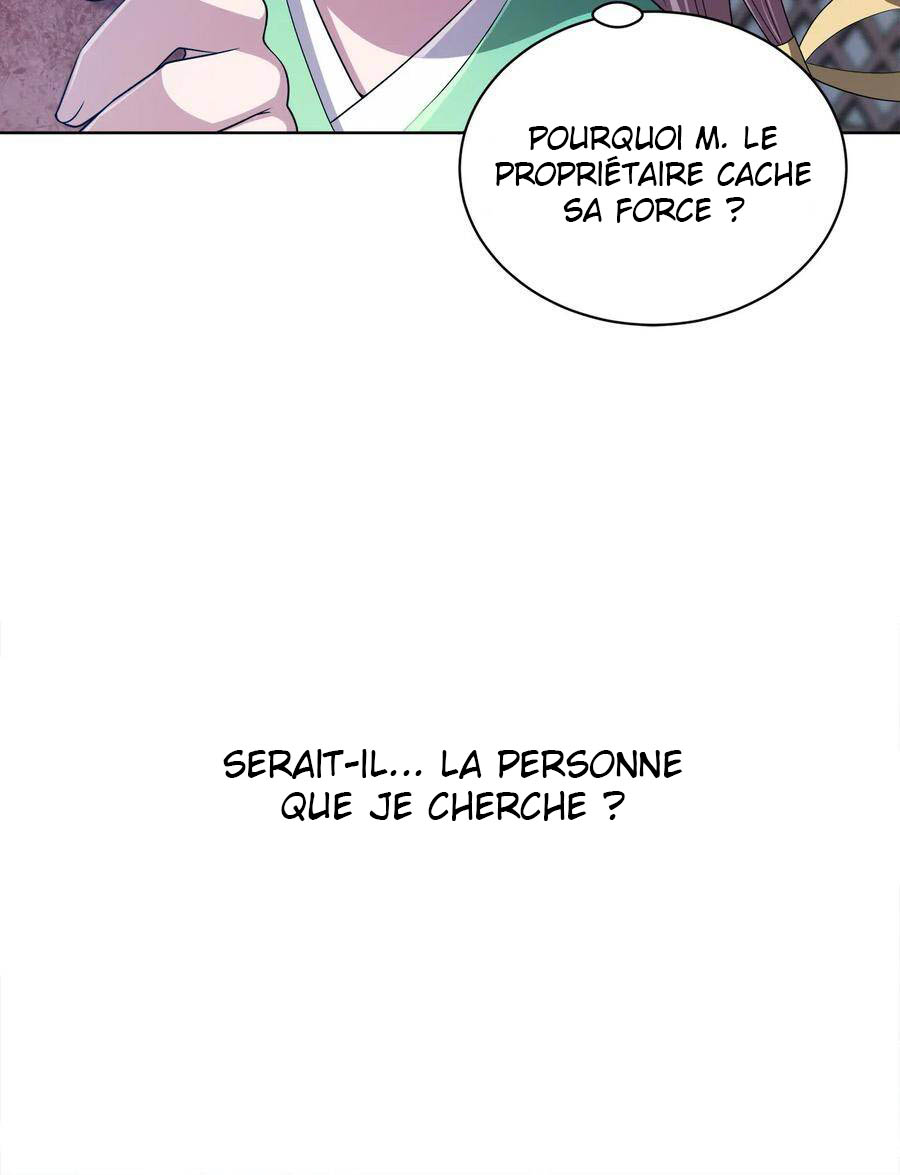 POURQUOI M. LE
PROPRIÉTAIRE CACHE
SA FORCE ?
SERAIT-IL... LA PERSONNE
QUE JE CHERCHE ?